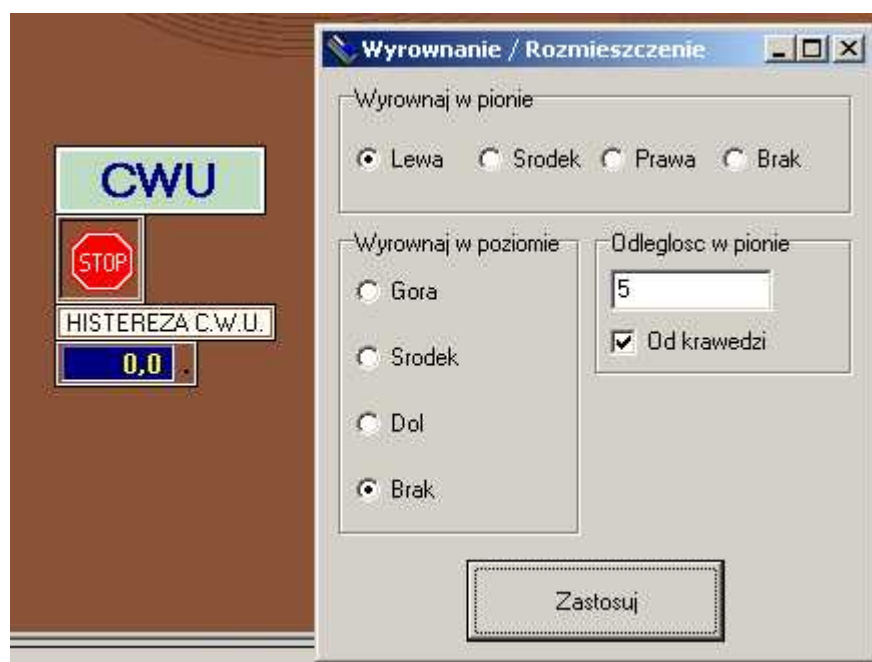 Wyrownanie / Rozmieszczenie
Wyrownaj w pionie
Lewa Srodek Prawa Brak
CWU
STOP
HISTEREZA C.W.U.
0,0 .
Wyrownaj w poziomie
Gora
Srodek
Dol
Brak
Odleglosc w pionie
5
Od krawedzi
Zastosuj